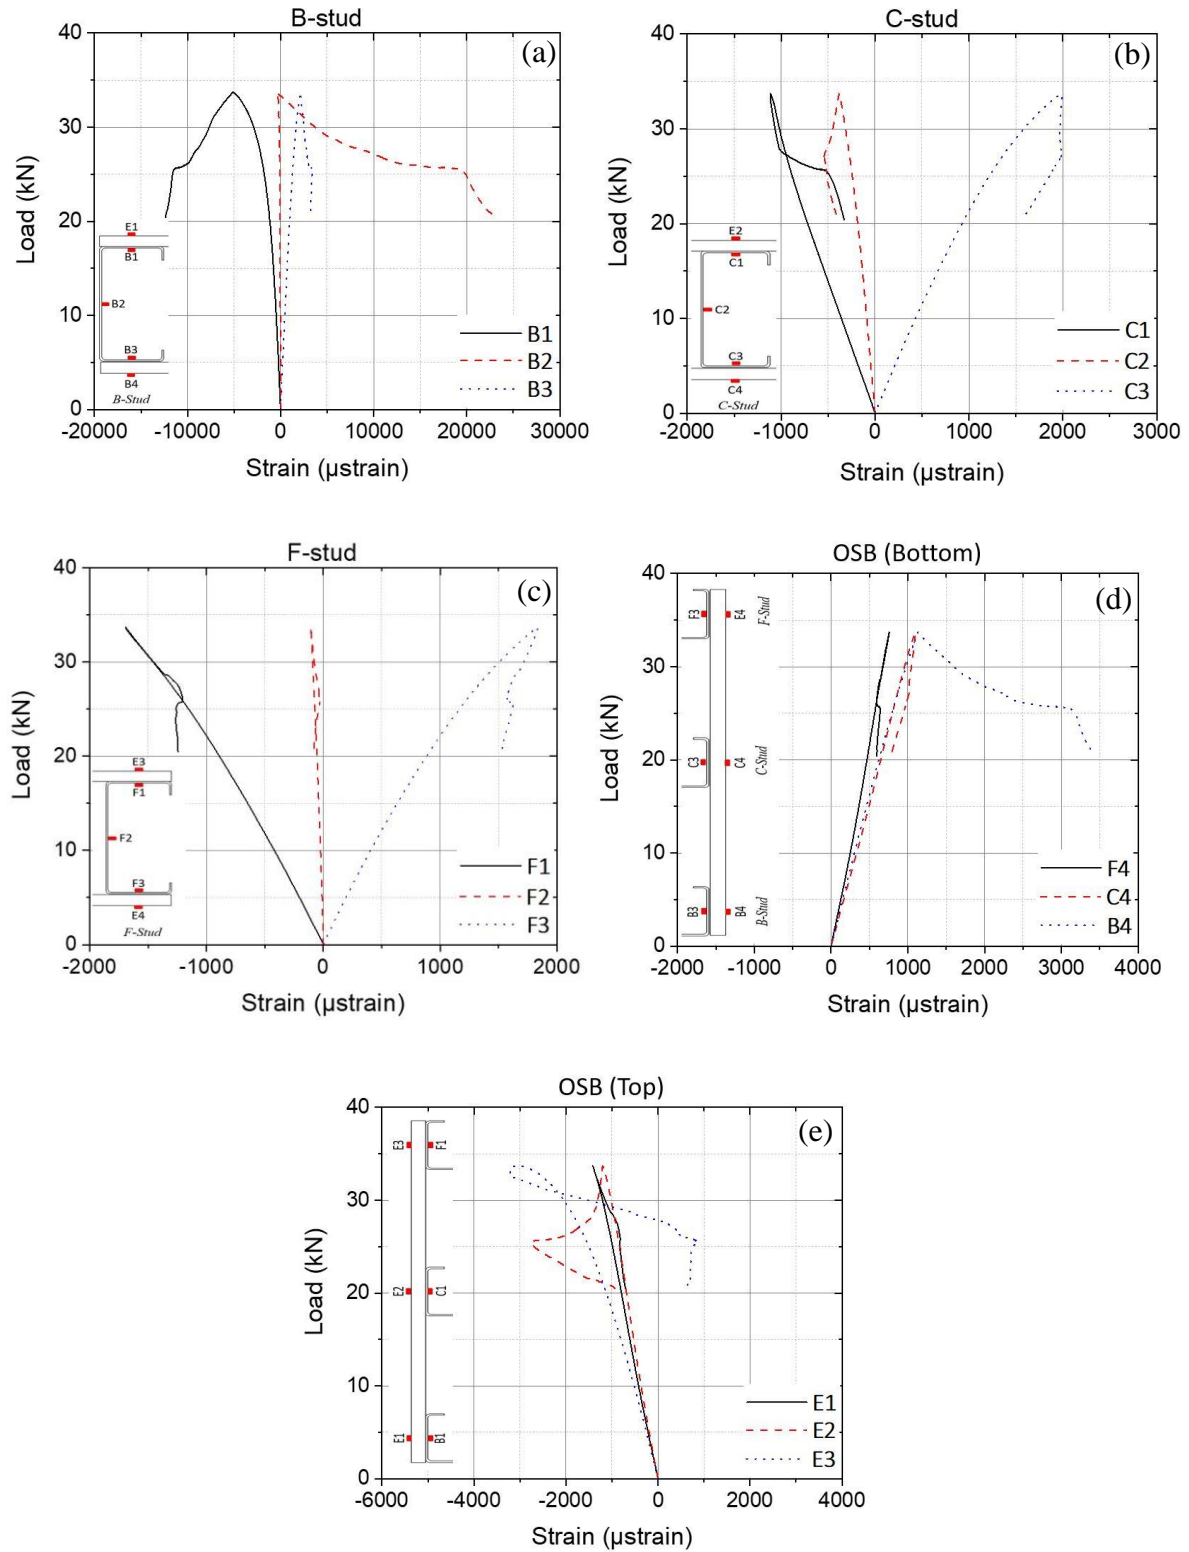 B-stud
(a)
40
30
20
10
0
Load (kN)
E1
B1
B2
B3
B4
B-Stud
B1
B2
B3
-20000 -10000 0 10000 20000 30000
Strain (µstrain)
C-stud
(b)
40
30
20
10
0
Load (kN)
E2
C1
C2
C3
C4
C-Stud
C1
C2
C3
-2000 -1000 0 1000 2000 3000
Strain (µstrain)
F-stud
(c)
40
30
20
10
0
Load (kN)
E3
F1
F2
F3
E4
F-Stud
F1
F2
F3
-2000 -1000 0 1000 2000
Strain (µstrain)
OSB (Bottom)
(d)
40
30
20
10
0
Load (kN)
F3 E4 F-Stud
C3 C4 C-Stud
B3 B4 B-Stud
F4
C4
B4
-2000 -1000 0 1000 2000 3000 4000
Strain (µstrain)
OSB (Top)
(e)
40
30
20
10
0
Load (kN)
E3 F1
E2 C1
E1 B1
E1
E2
E3
-6000 -4000 -2000 0 2000 4000
Strain (µstrain)